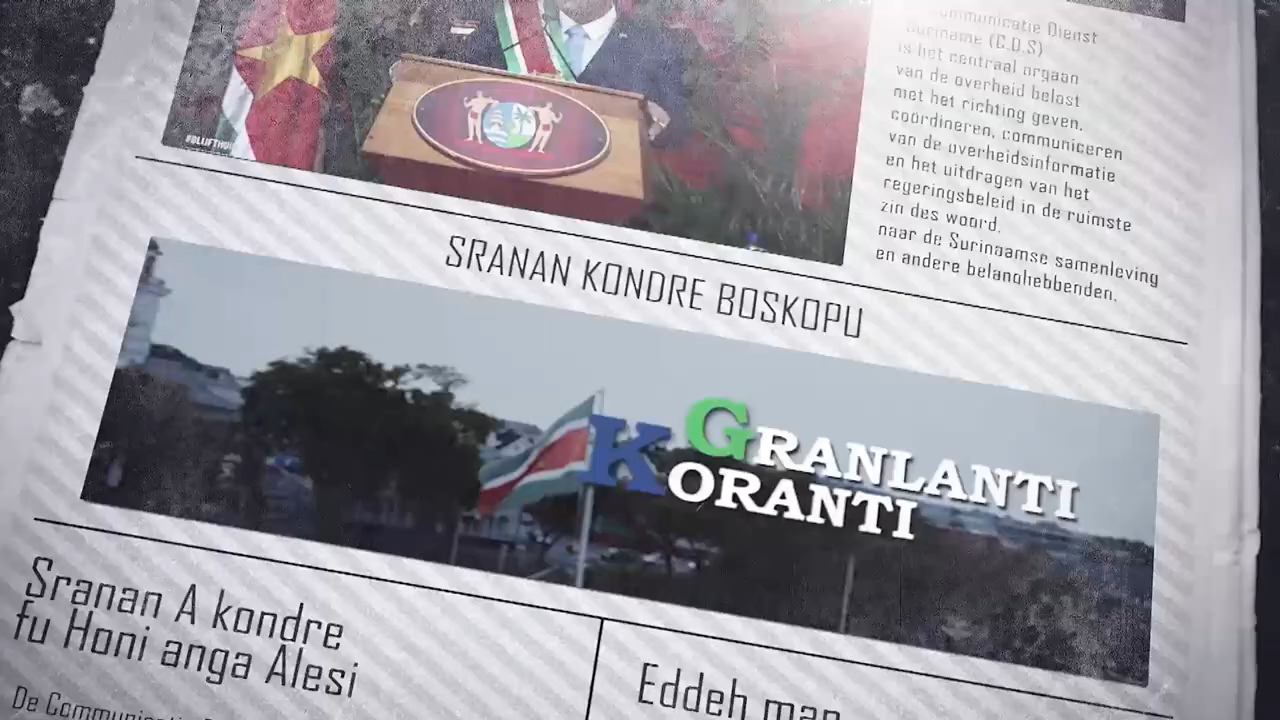 Communicatie Dienst
Suriname (C.D.S)
is het centraal orgaan
van de overheid belast
met het richting geven,
coördineren, communiceren
van de overheidsinformatie
en het uitdragen van het
regeringsbeleid in de ruimste
zin des woord.
naar de Surinaamse samenleving
en andere belanghebbenden.
SRANAN KONDRE BOSKOPU
GRANLANTI
KORANTI
Sranan A kondre
fu Honi anga Alesi
De
Eddeh man